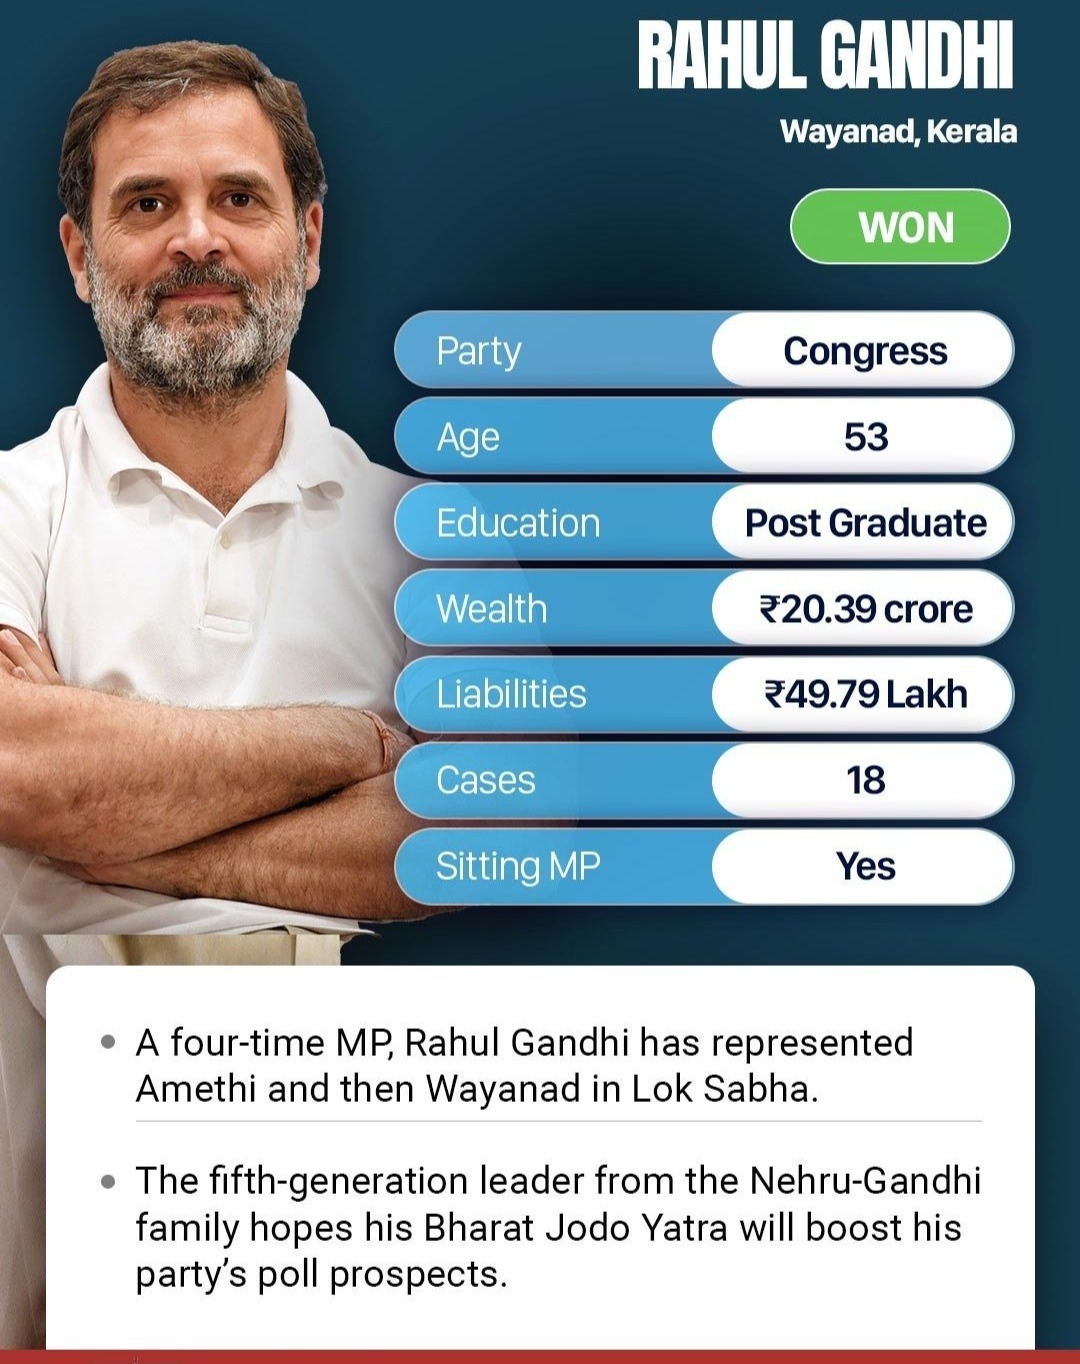 RAHUL GANDHI
Wayanad, Kerala
WON
Party Congress
Age 53
Education Post Graduate
Wealth ₹20.39 crore
Liabilities ₹49.79 Lakh
Cases 18
Sitting MP Yes
• A four-time MP, Rahul Gandhi has represented
Amethi and then Wayanad in Lok Sabha.
• The fifth-generation leader from the Nehru-Gandhi
family hopes his Bharat Jodo Yatra will boost his
party’s poll prospects.